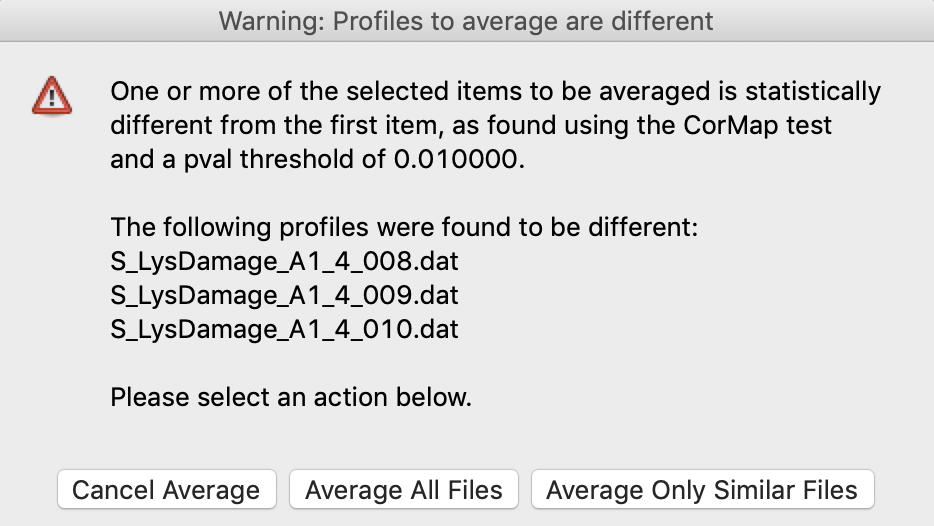 Warning: Profiles to average are different
One or more of the selected items to be averaged is statistically
different from the first item, as found using the CorMap test
and a pval threshold of 0.010000.
The following profiles were found to be different:
S_LysDamage_A1_4_008.dat
S_LysDamage_A1_4_009.dat
S_LysDamage_A1_4_010.dat
Please select an action below.
Cancel Average Average All Files Average Only Similar Files